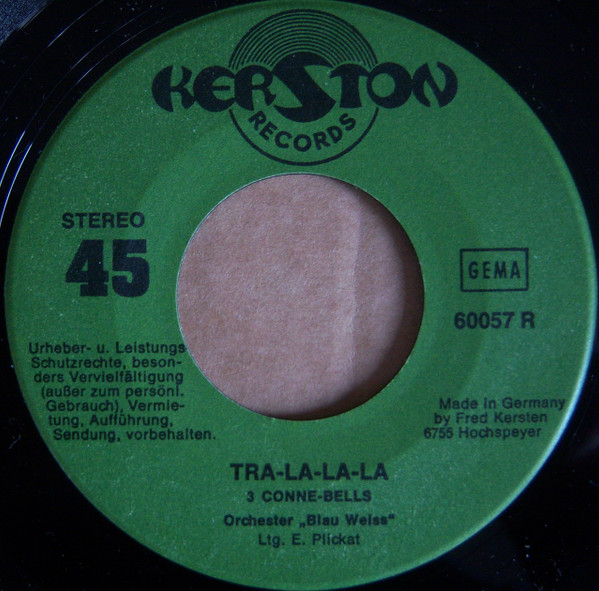 KERSTON
RECORDS
STEREO
45
GEMA
60057 R
Urheber- u. Leistungs-
Schutzrechte, beson-
ders Vervielfältigung
(außer zum persönl.
Gebrauch), Vermie-
tung, Aufführung,
Sendung, vorbehalten.
Made in Germany
by Fred Kersten
6755 Hochspeyer
TRA-LA-LA-LA
3 CONNE-BELLS
Orchester „Blau Weiss“
Ltg. E. Plickat